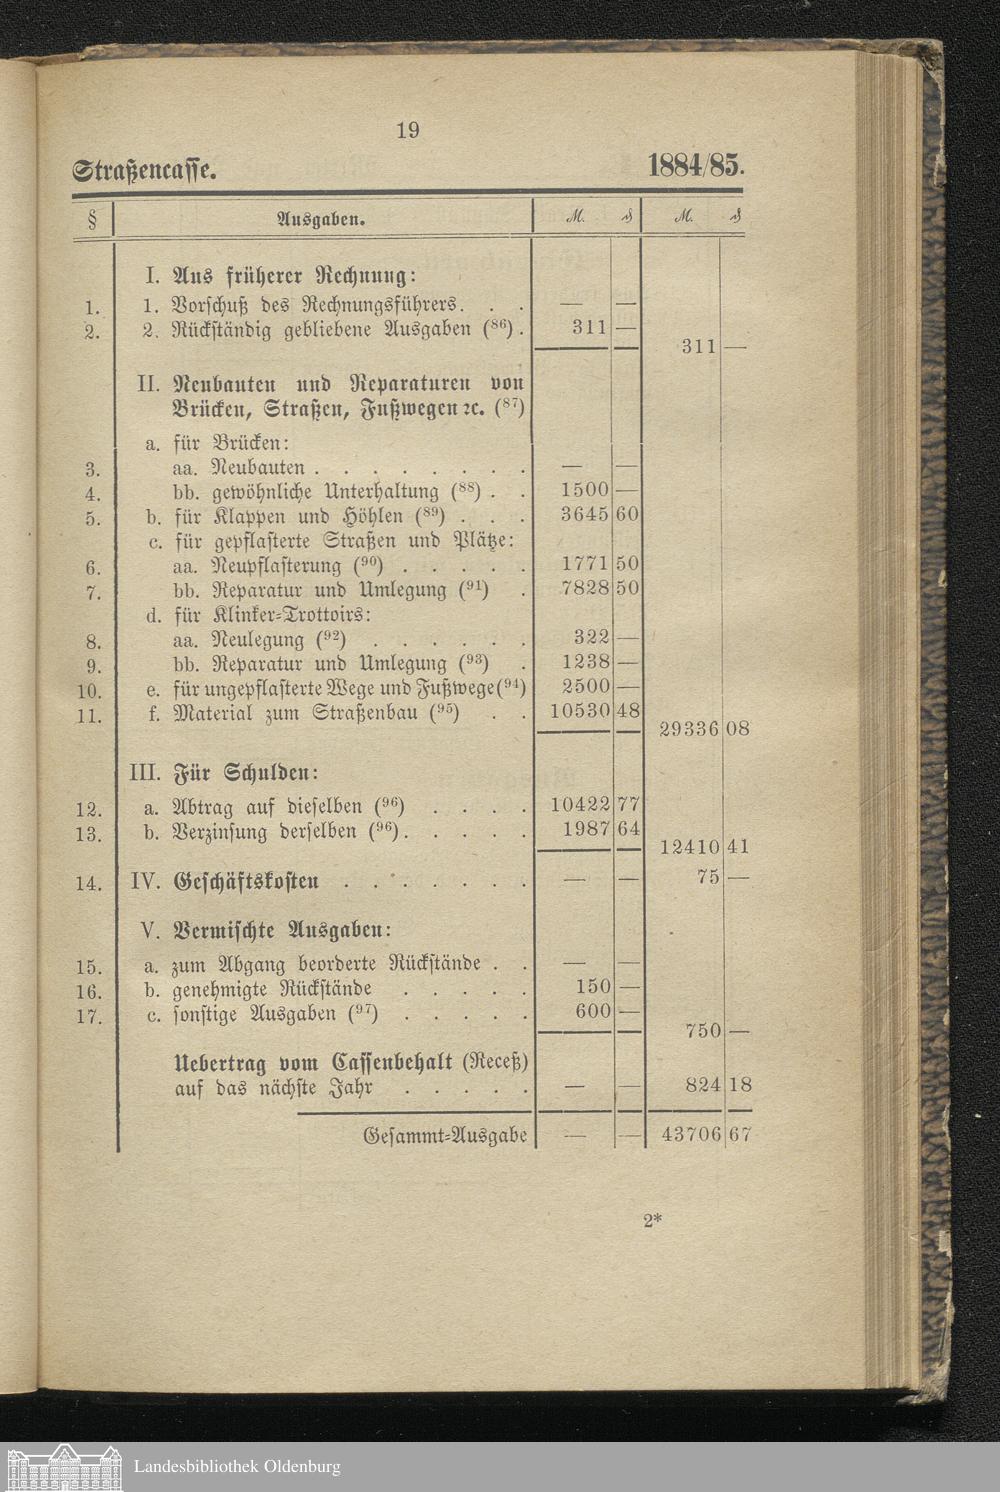 19
Straßencasse. 1884/85.
§ Ausgaben. M. ₰ M. ₰
I. Aus früherer Rechnung:
1. 1. Vorschuß des Rechnungsführers. . . — —
2. 2. Rückständig gebliebene Ausgaben (86) . 311 —
311 —
II. Neubauten und Reparaturen von
Brücken, Straßen, Fußwegen ꝛc. (87)
a. für Brücken:
3. aa. Neubauten . . . . . . . . — —
4. bb. gewöhnliche Unterhaltung (88) . . 1500 —
5. b. für Klappen und Höhlen (89) . . . 3645 60
c. für gepflasterte Straßen und Plätze:
6. aa. Neupflasterung (90) . . . . . 1771 50
7. bb. Reparatur und Umlegung (91) . 7828 50
d. für Klinker-Trottoirs:
8. aa. Neulegung (92) . . . . . . 322 —
9. bb. Reparatur und Umlegung (93) . 1238 —
10. e. für ungepflasterte Wege und Fußwege (94) 2500 —
11. f. Material zum Straßenbau (95) . . 10530 48
29336 08
III. Für Schulden:
12. a. Abtrag auf dieselben (96) . . . . 10422 77
13. b. Verzinsung derselben (96) . . . . . 1987 64
12410 41
14. IV. Geschäftskosten . . . . . . . — — 75 —
V. Vermischte Ausgaben:
15. a. zum Abgang beorderte Rückstände . . — —
16. b. genehmigte Rückstände . . . . . 150 —
17. c. sonstige Ausgaben (97) . . . . . 600 —
750 —
Uebertrag vom Cassenbehalt (Receß)
auf das nächste Jahr . . . . . — — 824 18
Gesammt-Ausgabe — — 43706 67
2*
Landesbibliothek Oldenburg